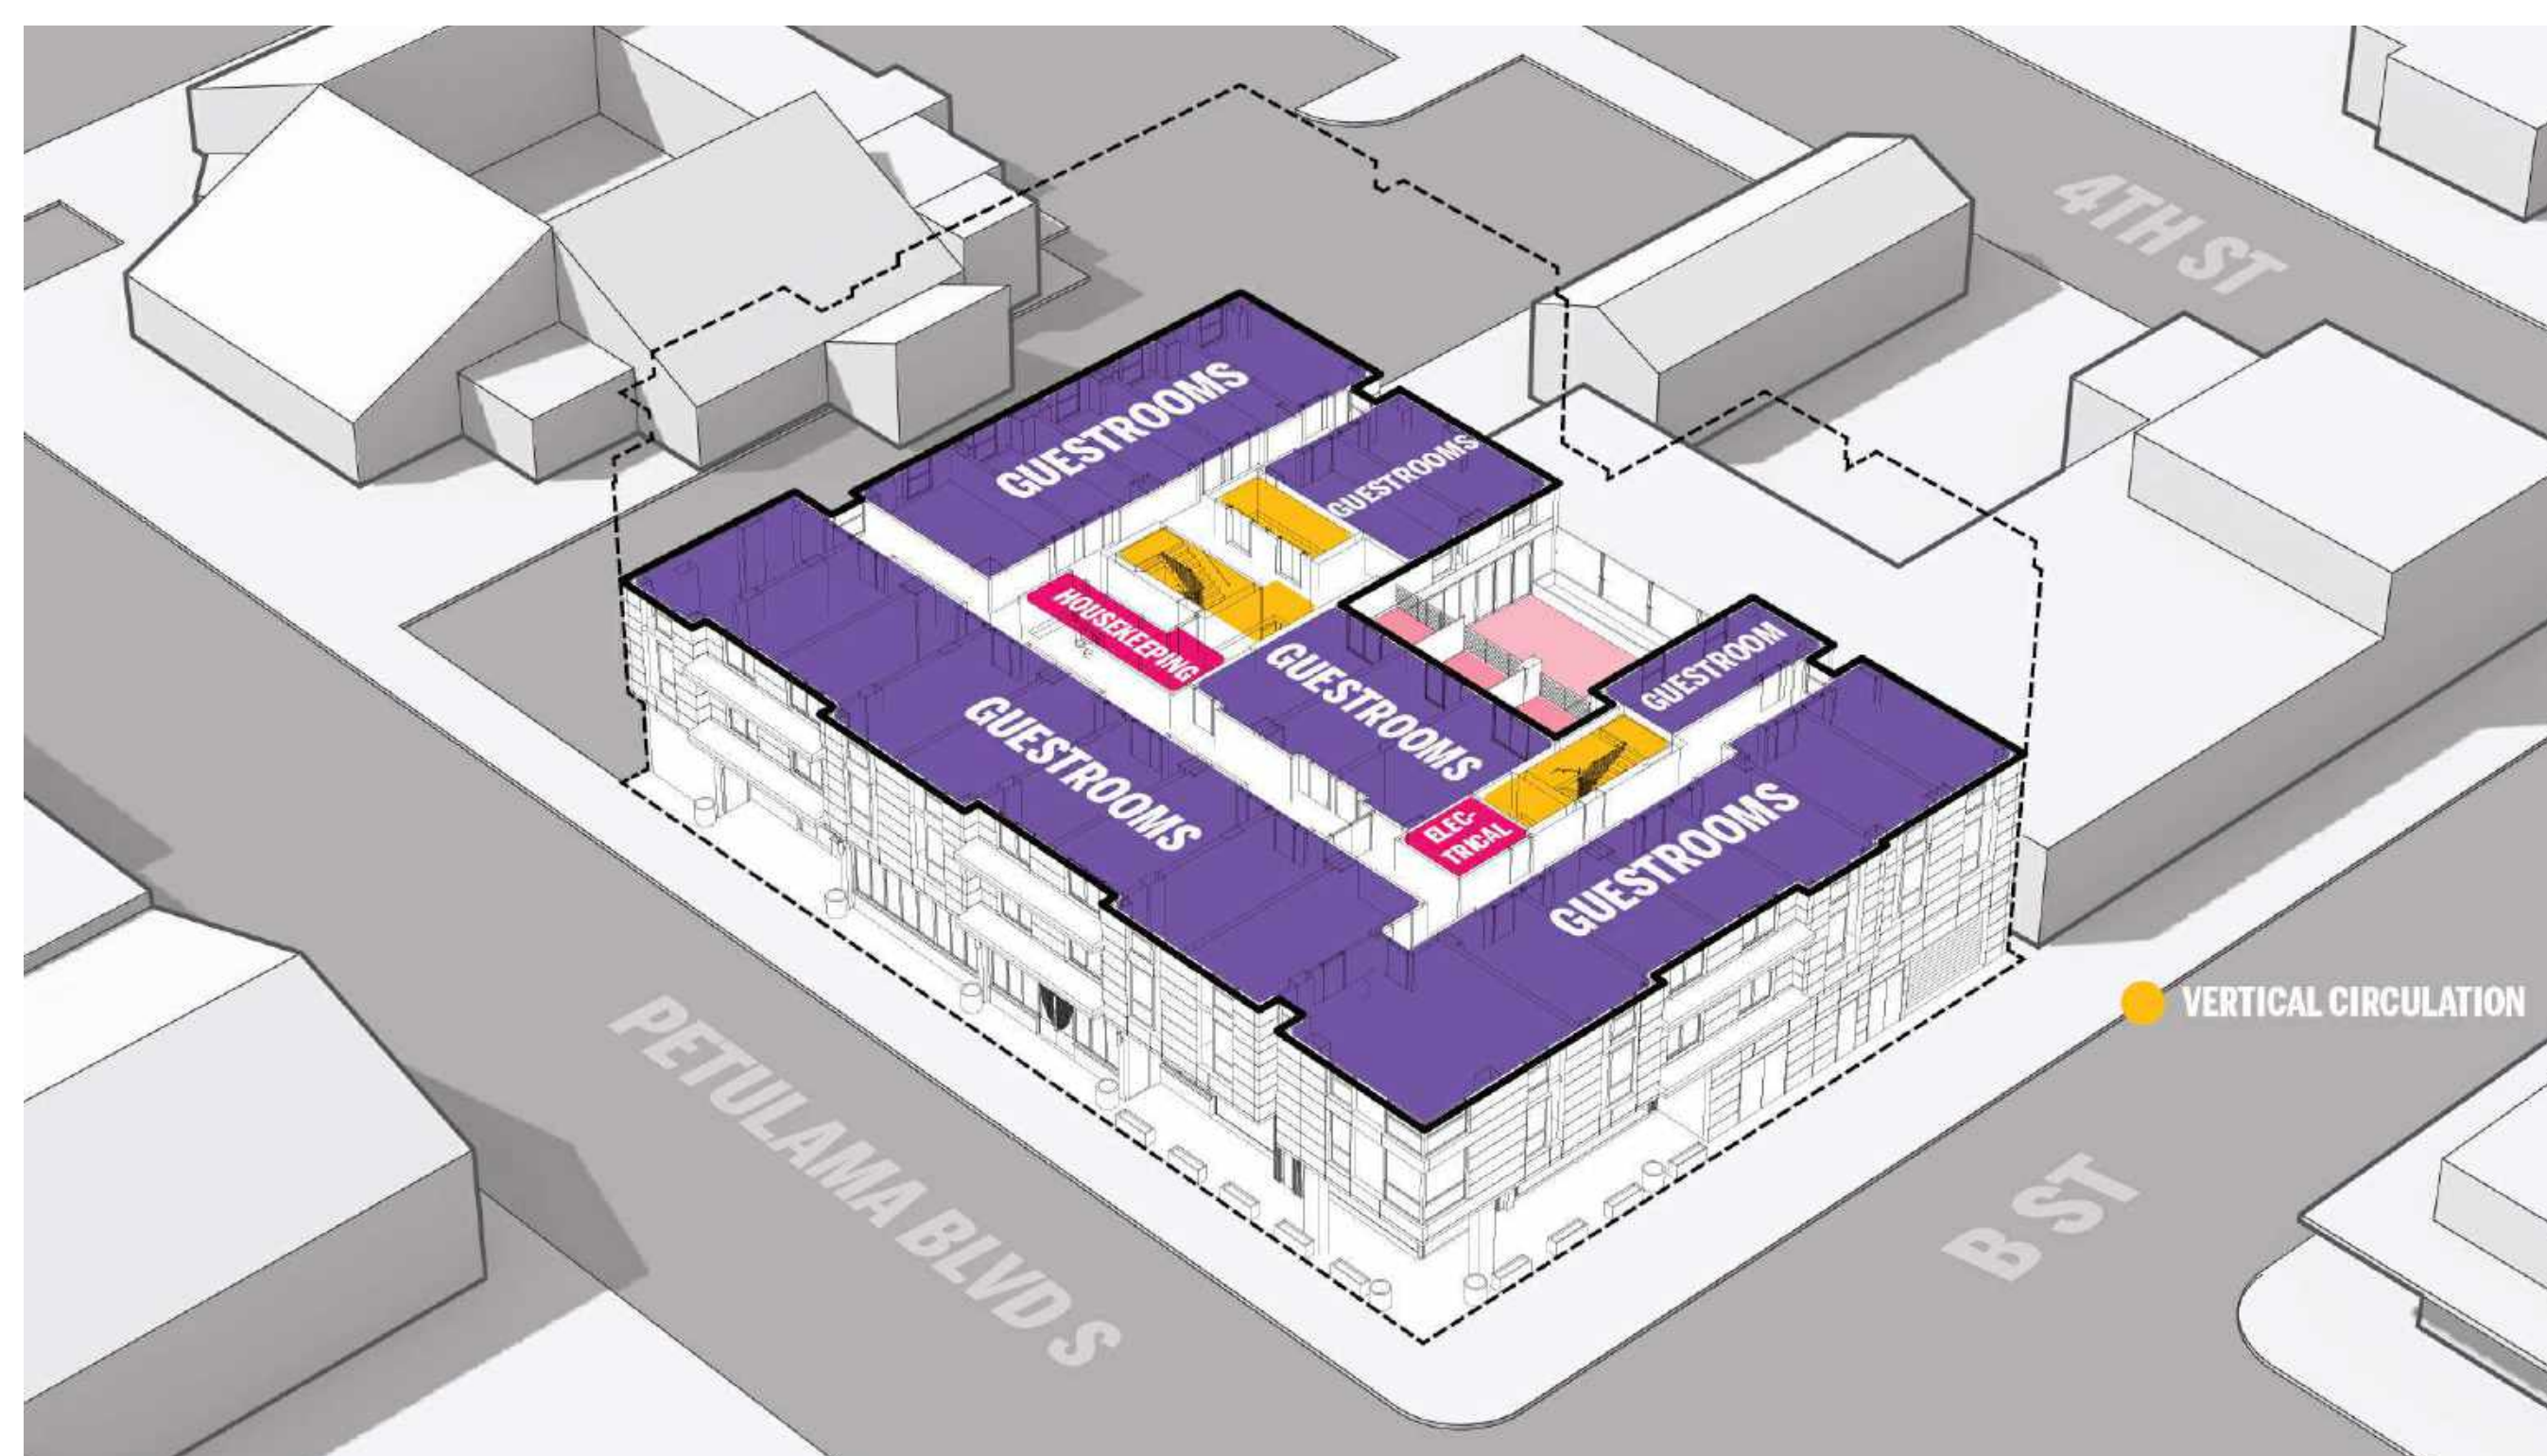 4TH ST
GUESTROOMS
GUESTROOMS
HOUSEKEEPING
GUESTROOMS
GUESTROOM
GUESTROOMS
ELEC-
TRICAL
GUESTROOMS
VERTICAL CIRCULATION
PETULAMA BLVD S
B ST